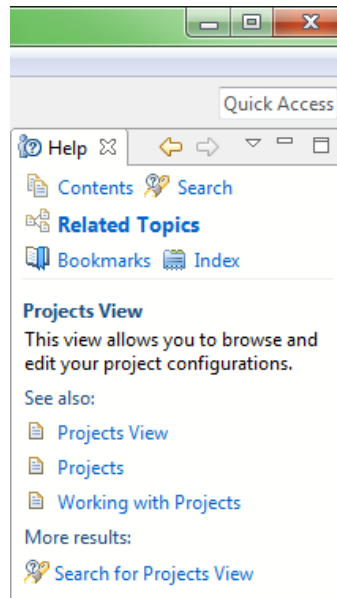 Quick Access
Help
Contents Search
Related Topics
Bookmarks Index
Projects View
This view allows you to browse and
edit your project configurations.
See also:
Projects View
Projects
Working with Projects
More results:
Search for Projects View